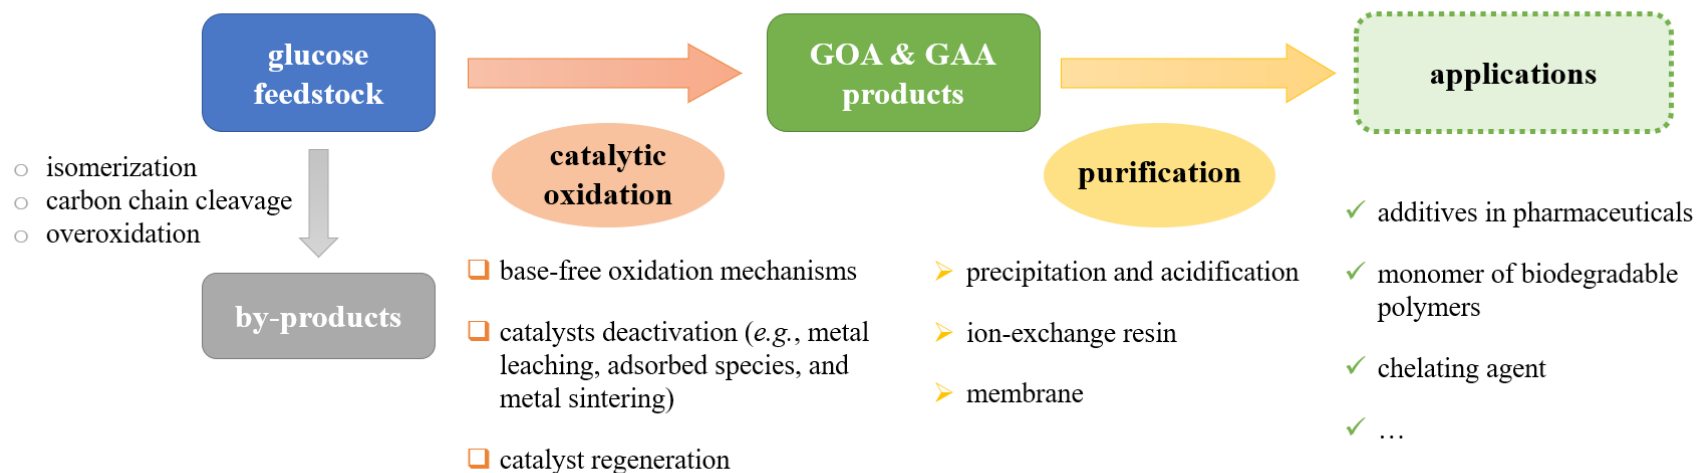 glucose
feedstock
GOA & GAA
products
applications
catalytic
oxidation
purification
isomerization
carbon chain cleavage
overoxidation
by-products
base-free oxidation mechanisms
catalysts deactivation (e.g., metal
leaching, adsorbed species, and
metal sintering)
catalyst regeneration
precipitation and acidification
ion-exchange resin
membrane
additives in pharmaceuticals
monomer of biodegradable
polymers
chelating agent
…